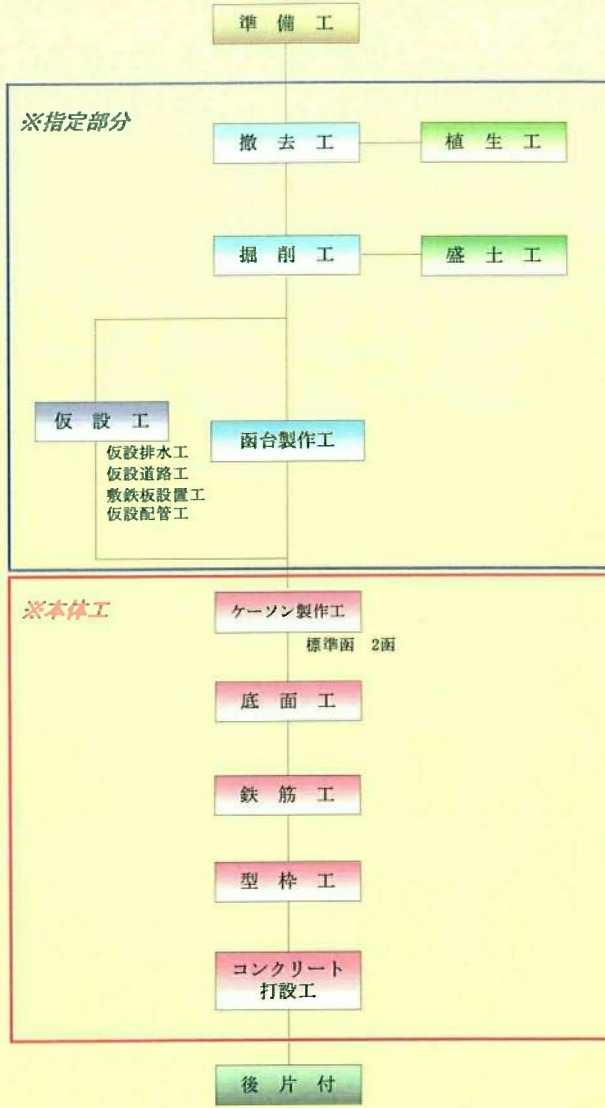 準備工
※指定部分
撤去工
植生工
掘削工
盛土工
仮設工
仮設排水工
仮設道路工
敷鉄板設置工
仮設配管工
函台製作工
※本体工
ケーソン製作工
標準函 2函
底面工
鉄筋工
型枠工
コンクリート
打設工
後片付